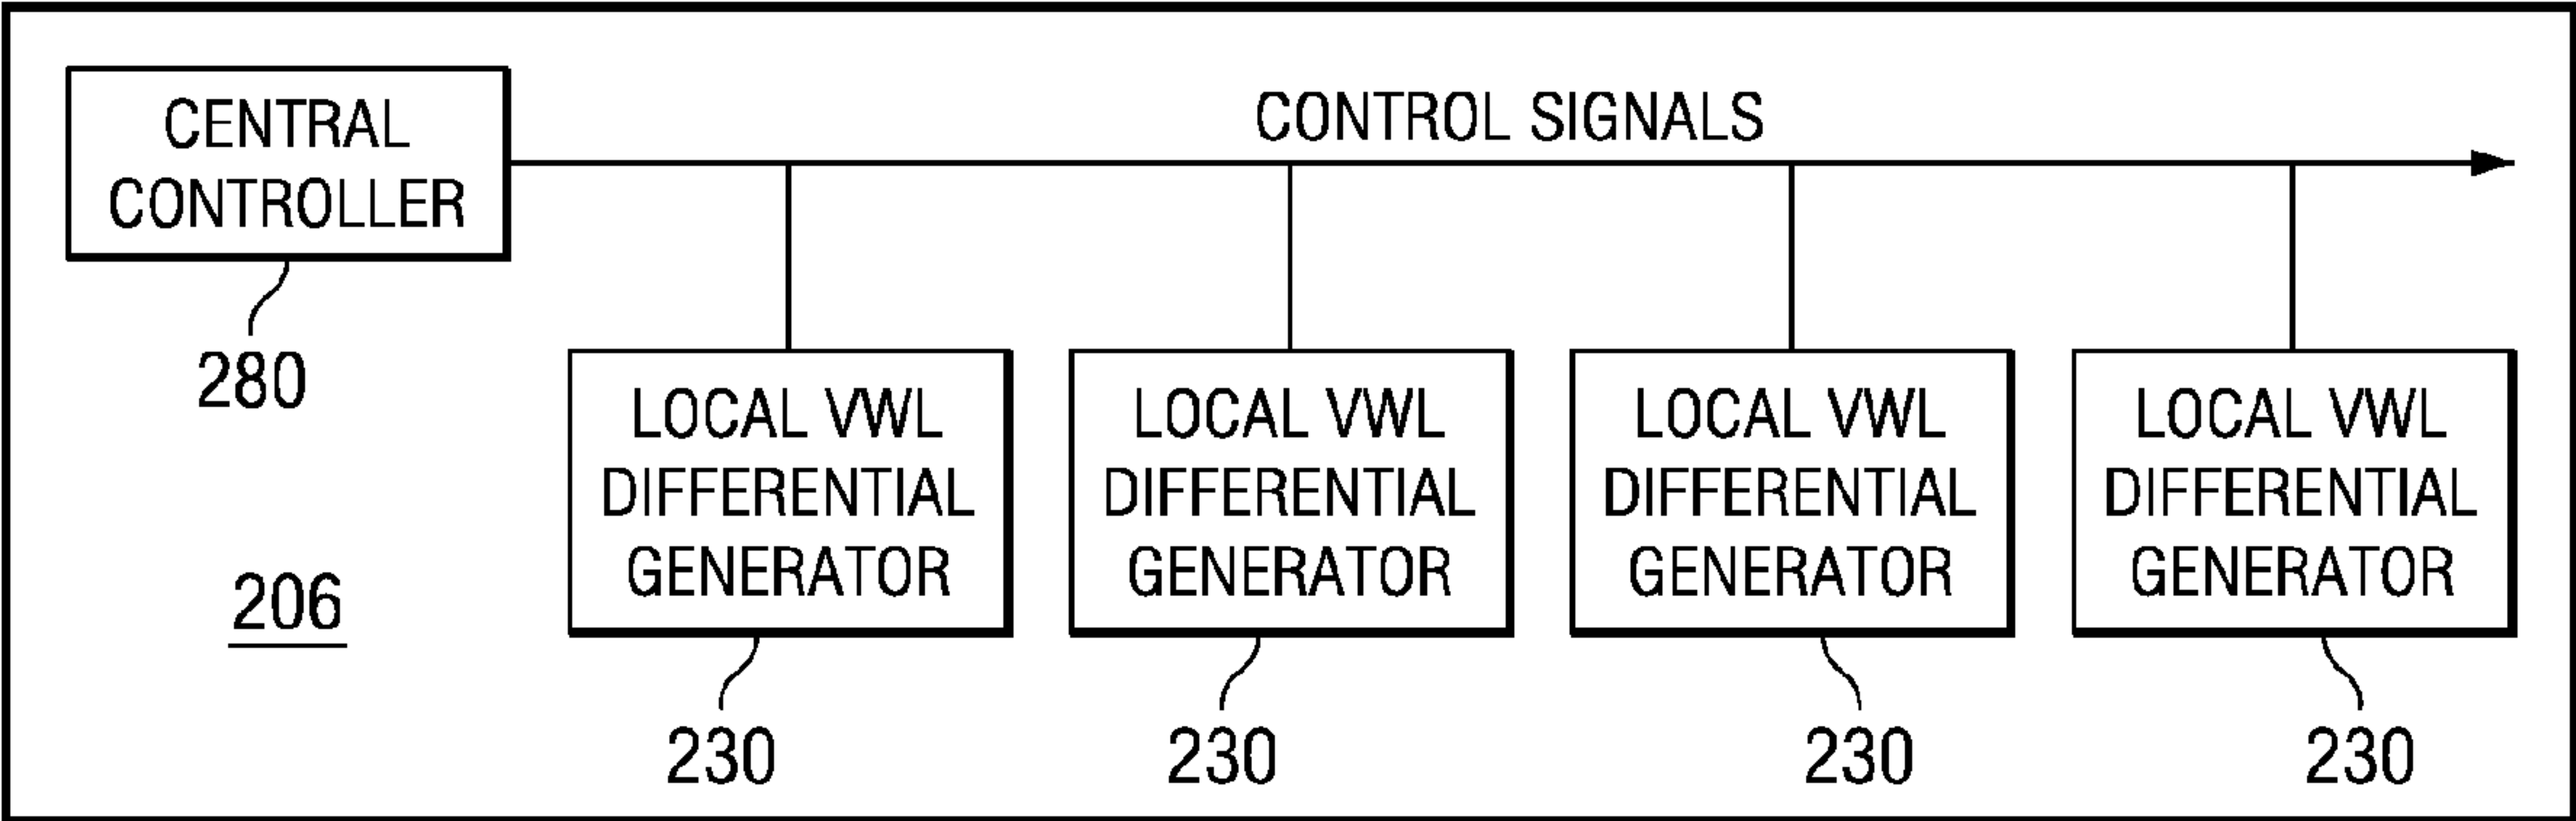 CENTRAL
CONTROLLER
CONTROL SIGNALS
280
LOCAL VWL
DIFFERENTIAL
GENERATOR
LOCAL VWL
DIFFERENTIAL
GENERATOR
LOCAL VWL
DIFFERENTIAL
GENERATOR
LOCAL VWL
DIFFERENTIAL
GENERATOR
206
230
230
230
230